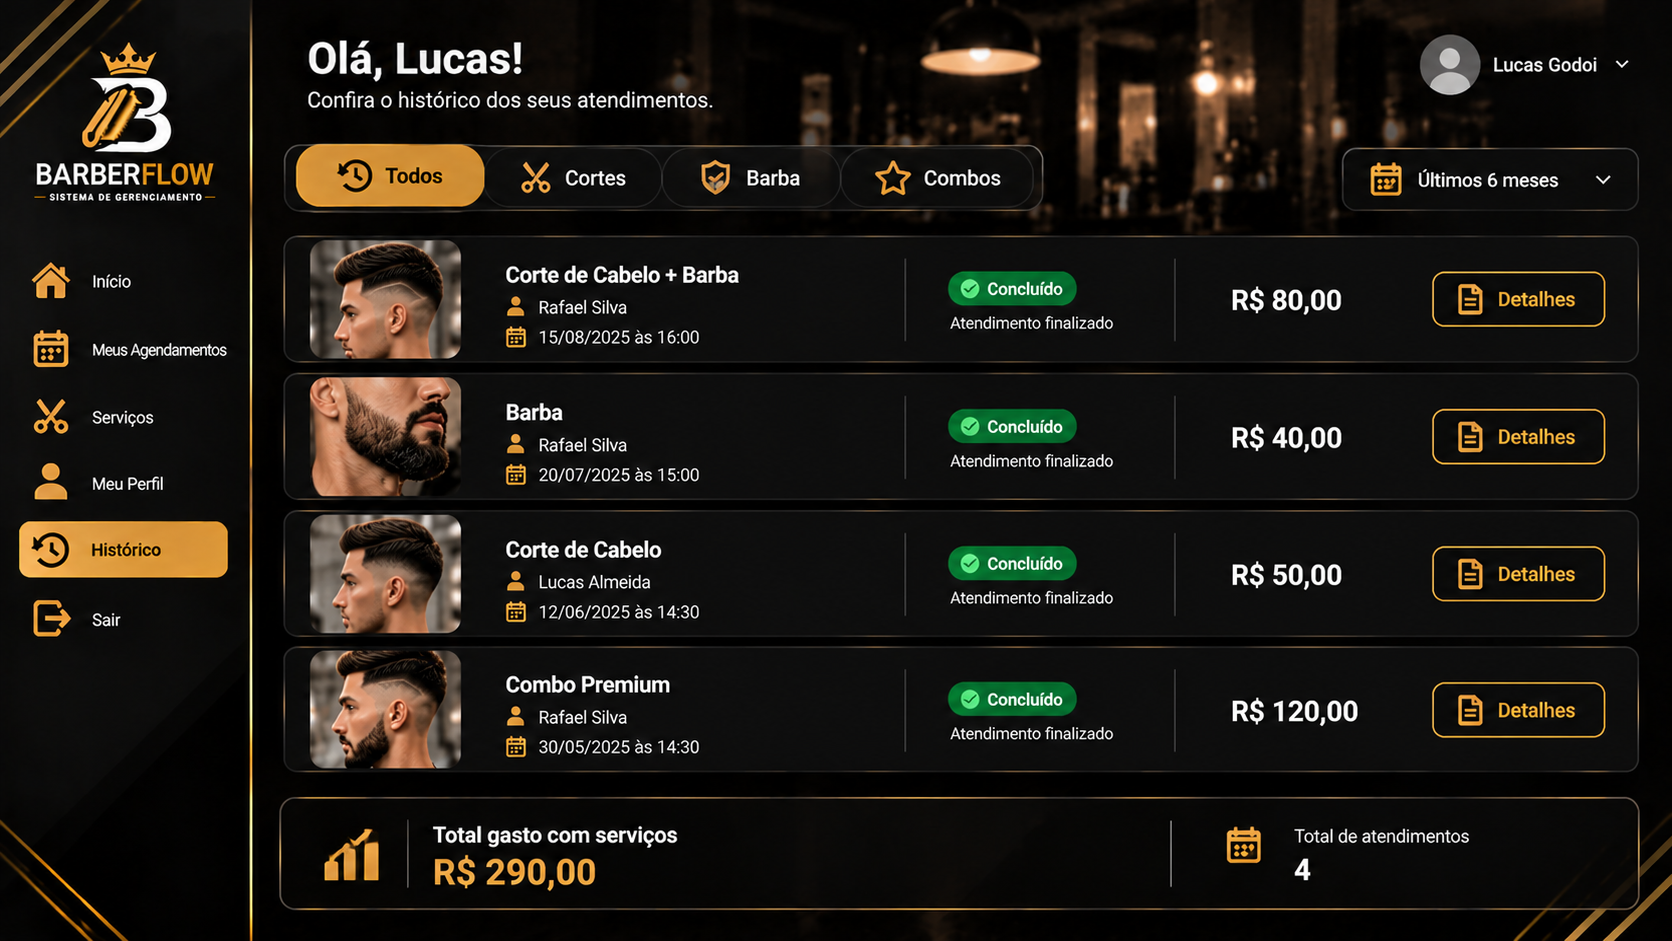 BARBERFLOW
SISTEMA DE GERENCIAMENTO
Início
Meus Agendamentos
Serviços
Meu Perfil
Histórico
Sair
Olá, Lucas!
Confira o histórico dos seus atendimentos.
Lucas Godoi
Todos
Cortes
Barba
Combos
Últimos 6 meses
Corte de Cabelo + Barba
Rafael Silva
15/08/2025 às 16:00
Concluído
Atendimento finalizado
R$ 80,00
Detalhes
Barba
Rafael Silva
20/07/2025 às 15:00
Concluído
Atendimento finalizado
R$ 40,00
Detalhes
Corte de Cabelo
Lucas Almeida
12/06/2025 às 14:30
Concluído
Atendimento finalizado
R$ 50,00
Detalhes
Combo Premium
Rafael Silva
30/05/2025 às 14:30
Concluído
Atendimento finalizado
R$ 120,00
Detalhes
Total gasto com serviços
R$ 290,00
Total de atendimentos
4